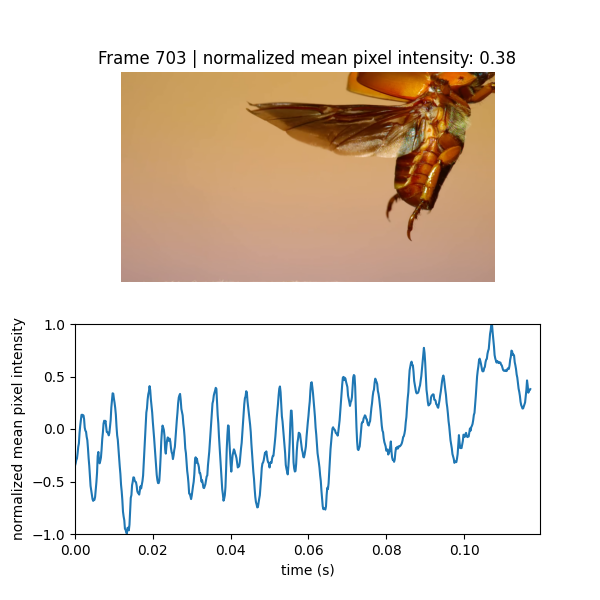 Frame 703 | normalized mean pixel intensity: 0.38
normalized mean pixel intensity
1.0
0.5
0.0
−0.5
−1.0
0.00 0.02 0.04 0.06 0.08 0.10
time (s)